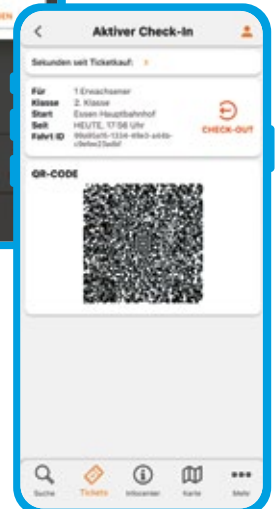 EN
Aktiver Check-In
Sekunden seit Ticketkauf:
Für 1 Erwachsener
Klasse 2. Klasse
Start Essen Hauptbahnhof
Seit HEUTE, 17:56 Uhr
Fahrt ID
CHECK-OUT
QR-CODE
Suche Tickets Infocenter Karte Mehr